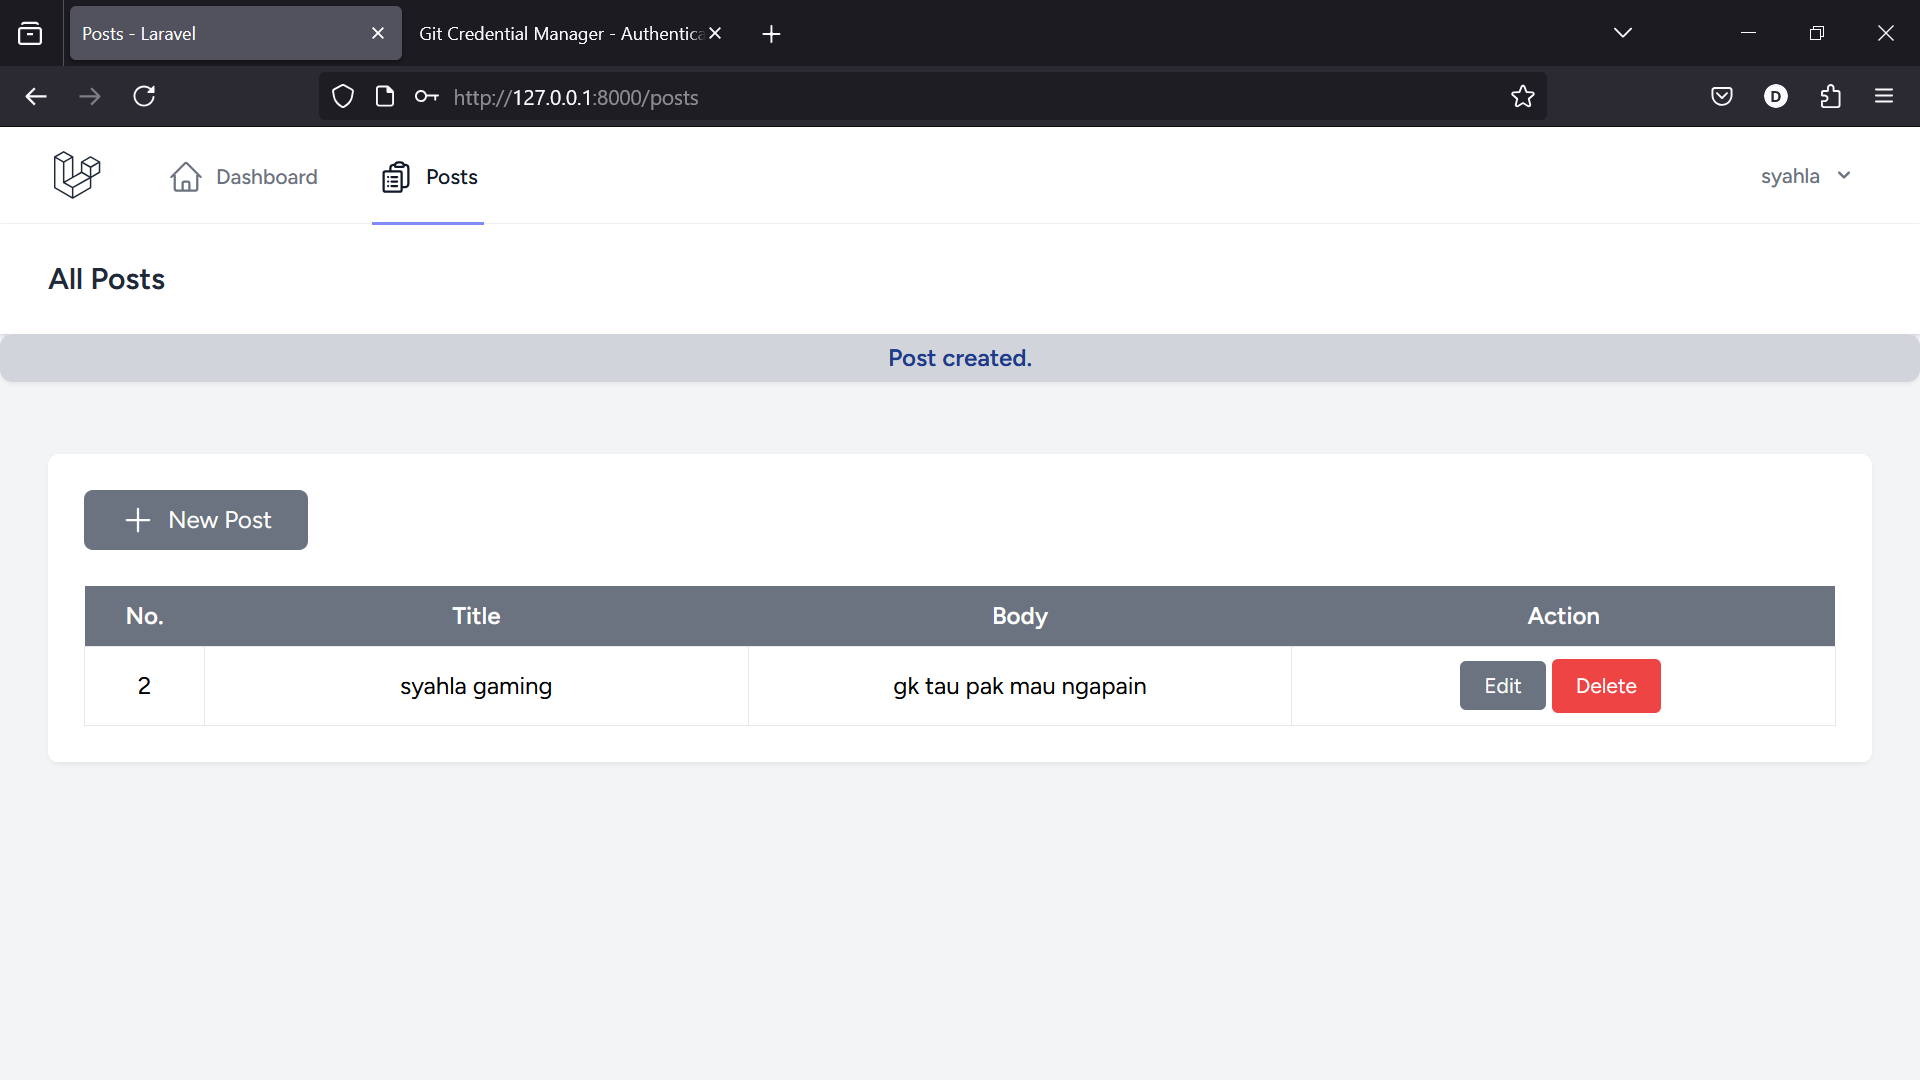 Posts - Laravel
Git Credential Manager - Authentica
http://127.0.0.1:8000/posts
D
Dashboard
Posts
syahla
All Posts
Post created.
New Post
No. Title Body Action
2 syahla gaming gk tau pak mau ngapain Edit Delete